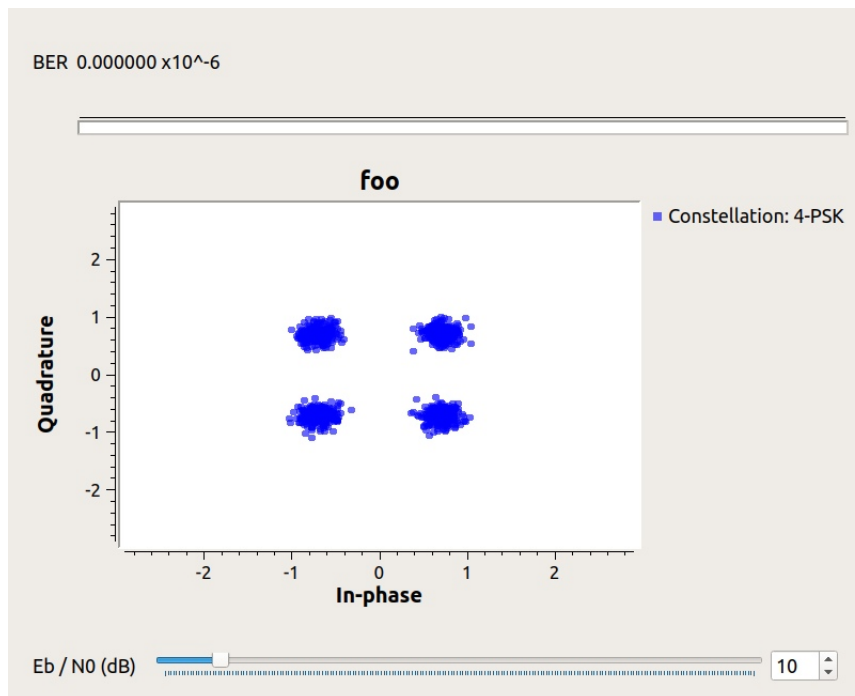 BER 0.000000 x10^-6
foo
Constellation: 4-PSK
Quadrature
2
1
0
-1
-2
-2 -1 0 1 2
In-phase
Eb / N0 (dB) 10